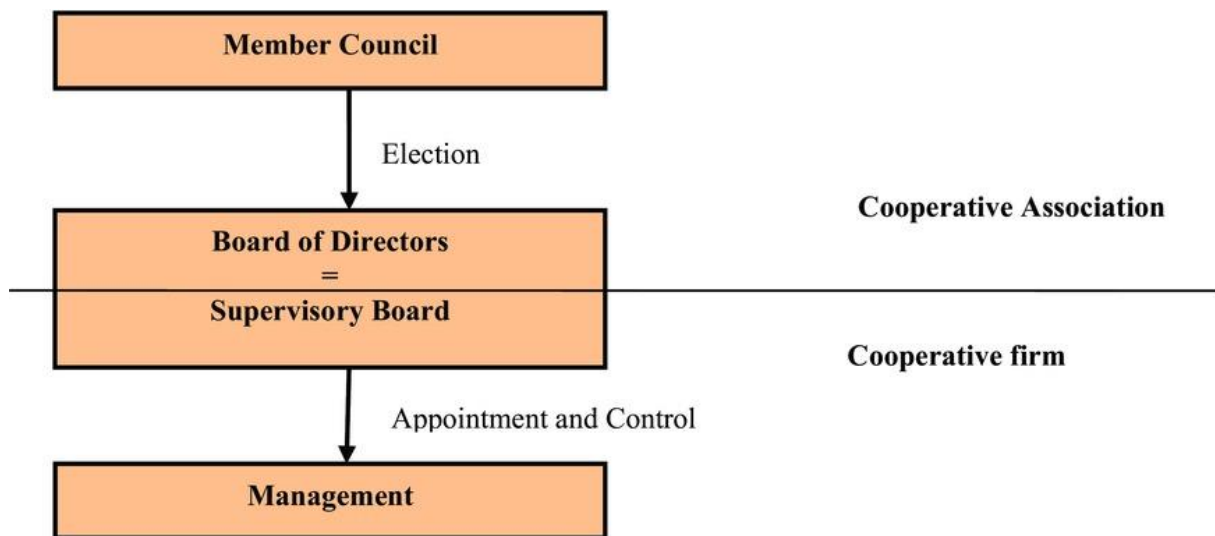 Member Council
Election
Cooperative Association
Board of Directors
=
Supervisory Board
Cooperative firm
Appointment and Control
Management